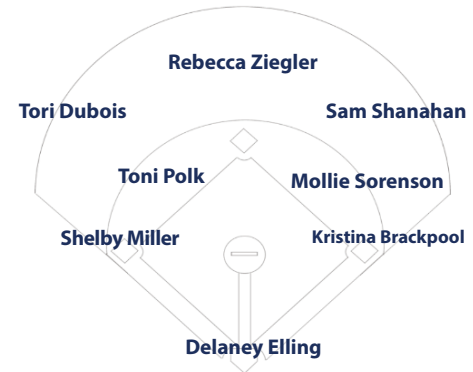 Rebecca Ziegler
Tori Dubois
Sam Shanahan
Toni Polk
Mollie Sorenson
Shelby Miller
Kristina Brackpool
Delaney Elling